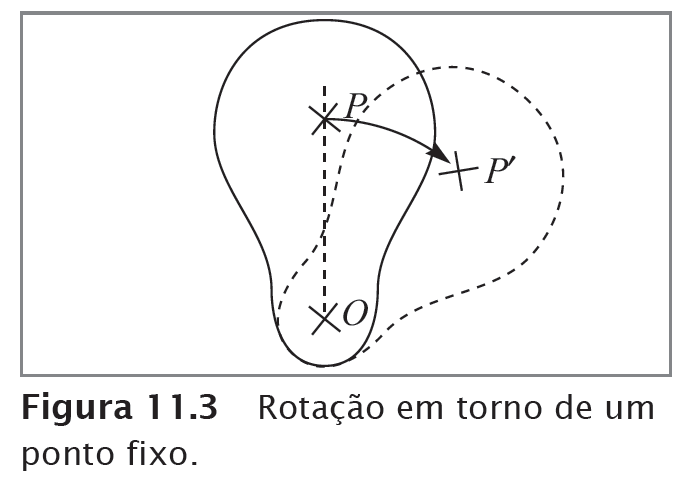 P
P′
O
Figura 11.3 Rotação em torno de um
ponto fixo.